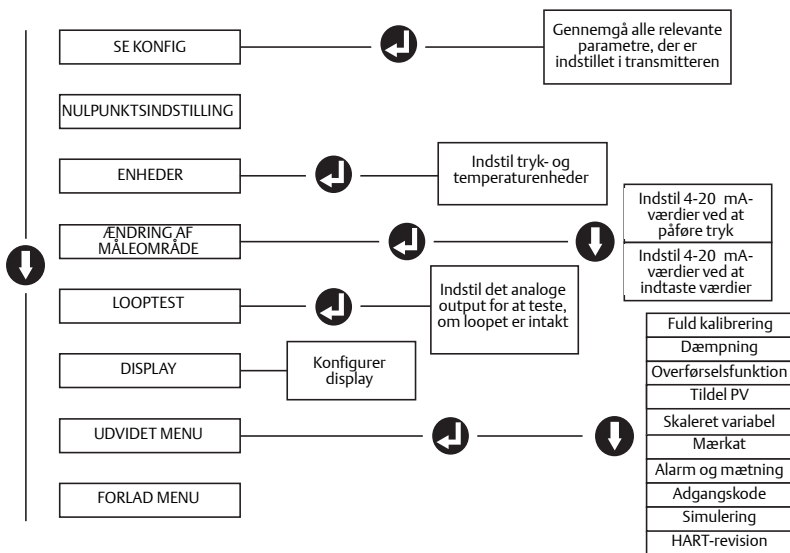 SE KONFIG
Gennemgå alle relevante
parametre, der er
indstillet i transmitteren
NULPUNKTSINDSTILLING
ENHEDER
Indstil tryk- og
temperaturenheder
ÆNDRING AF
MÅLEOMRÅDE
Indstil 4-20 mA-
værdier ved at
påføre tryk
Indstil 4-20 mA-
værdier ved at
indtaste værdier
LOOPTEST
Indstil det analoge
output for at teste,
om loopet er intakt
DISPLAY
Konfigurer
display
UDVIDET MENU
Fuld kalibrering
Dæmpning
Overførselsfunktion
Tildel PV
Skaleret variabel
Mærkat
Alarm og mætning
Adgangskode
Simulering
HART-revision
FORLAD MENU